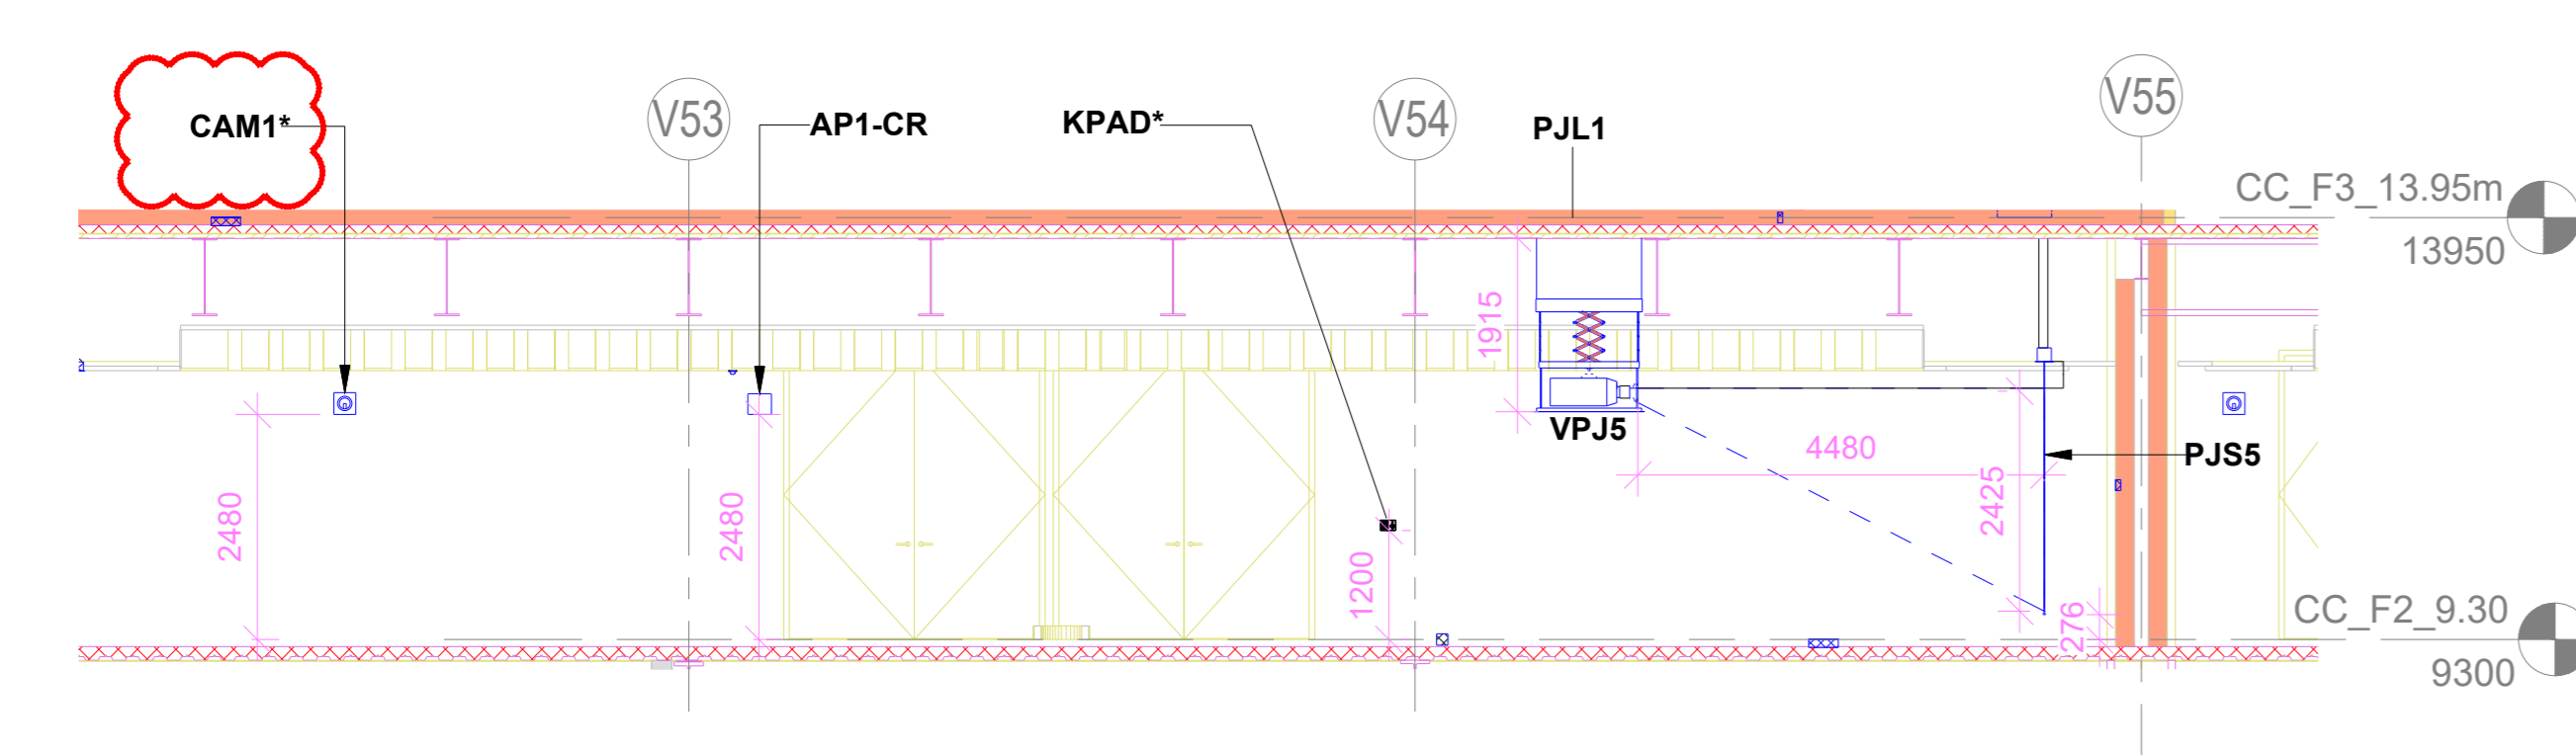 CAM1*
V53
AP1-CR
KPAD*
V54
PJL1
V55
CC_F3_13.95m
13950
1915
VPJ5
4480
PJS5
2480
2480
1200
2425
276
CC_F2_9.30
9300